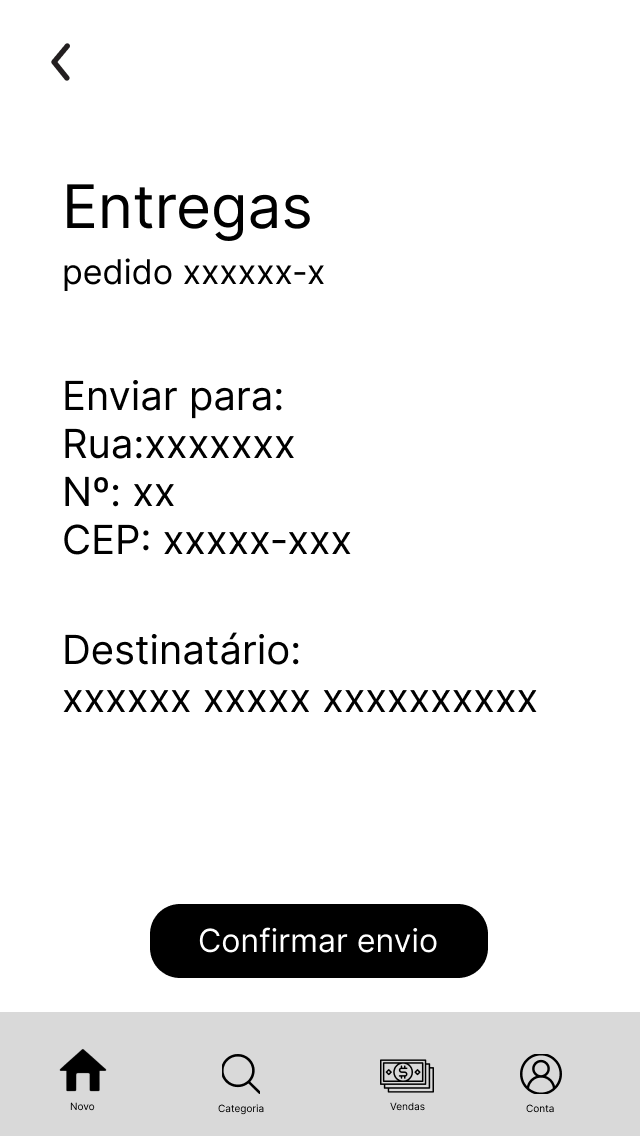 Entregas
pedido xxxxxx-x
Enviar para:
Rua:xxxxxxx
Nº: xx
CEP: xxxxx-xxx
Destinatário:
xxxxxx xxxxx xxxxxxxxxx
Confirmar envio
Novo
Categoria
Vendas
Conta